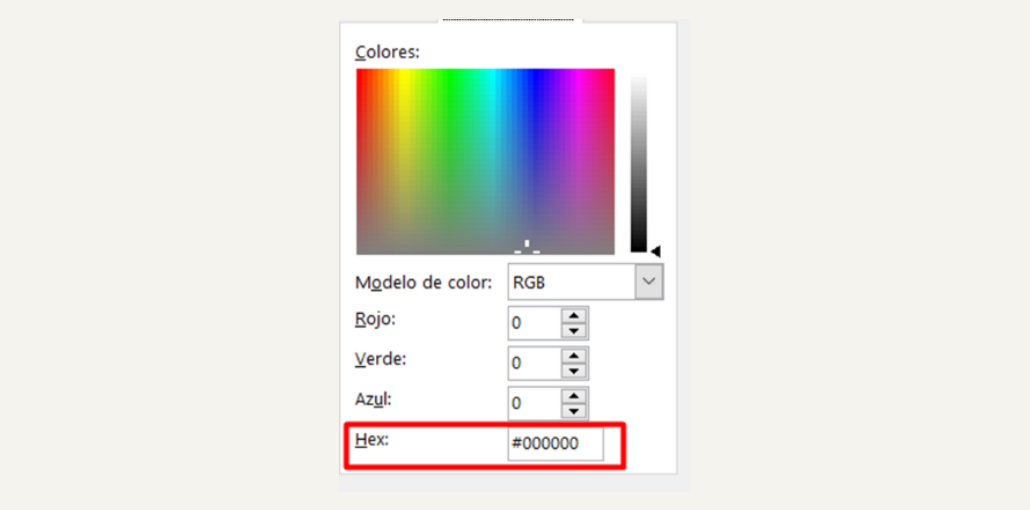 Colores:
Modelo de color: RGB
Rojo: 0
Verde: 0
Azul: 0
Hex: #000000